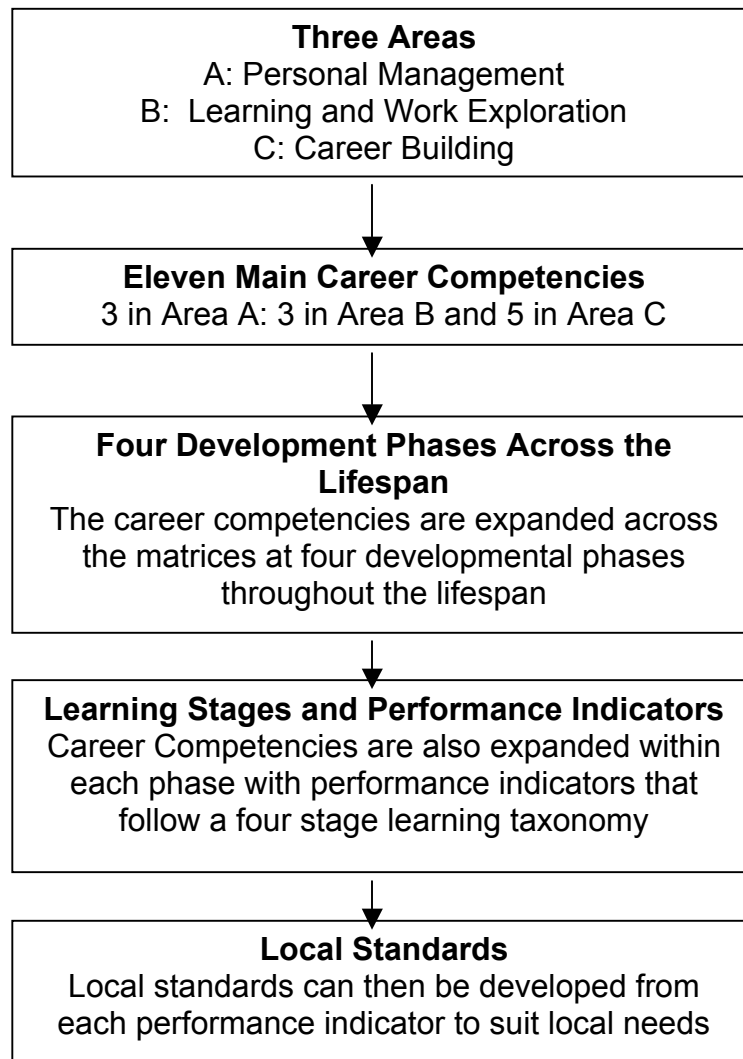 Three Areas
A: Personal Management
B:  Learning and Work Exploration
C: Career Building
Eleven Main Career Competencies
3 in Area A: 3 in Area B and 5 in Area C
Four Development Phases Across the
Lifespan
The career competencies are expanded across
the matrices at four developmental phases
throughout the lifespan
Learning Stages and Performance Indicators
Career Competencies are also expanded within
each phase with performance indicators that
follow a four stage learning taxonomy
Local Standards
Local standards can then be developed from
each performance indicator to suit local needs